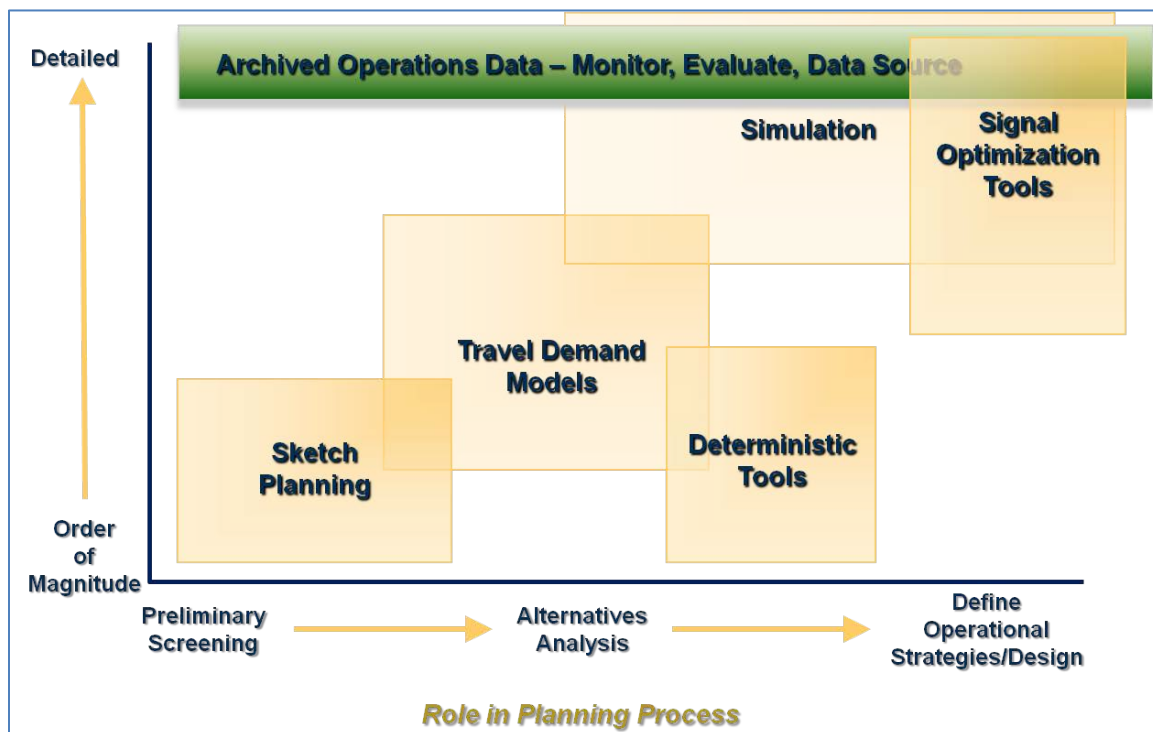 Detailed
Archived Operations Data – Monitor, Evaluate, Data Source
Simulation
Signal
Optimization
Tools
Travel Demand
Models
Sketch
Planning
Deterministic
Tools
Order
of
Magnitude
Preliminary
Screening
Alternatives
Analysis
Define
Operational
Strategies/Design
Role in Planning Process